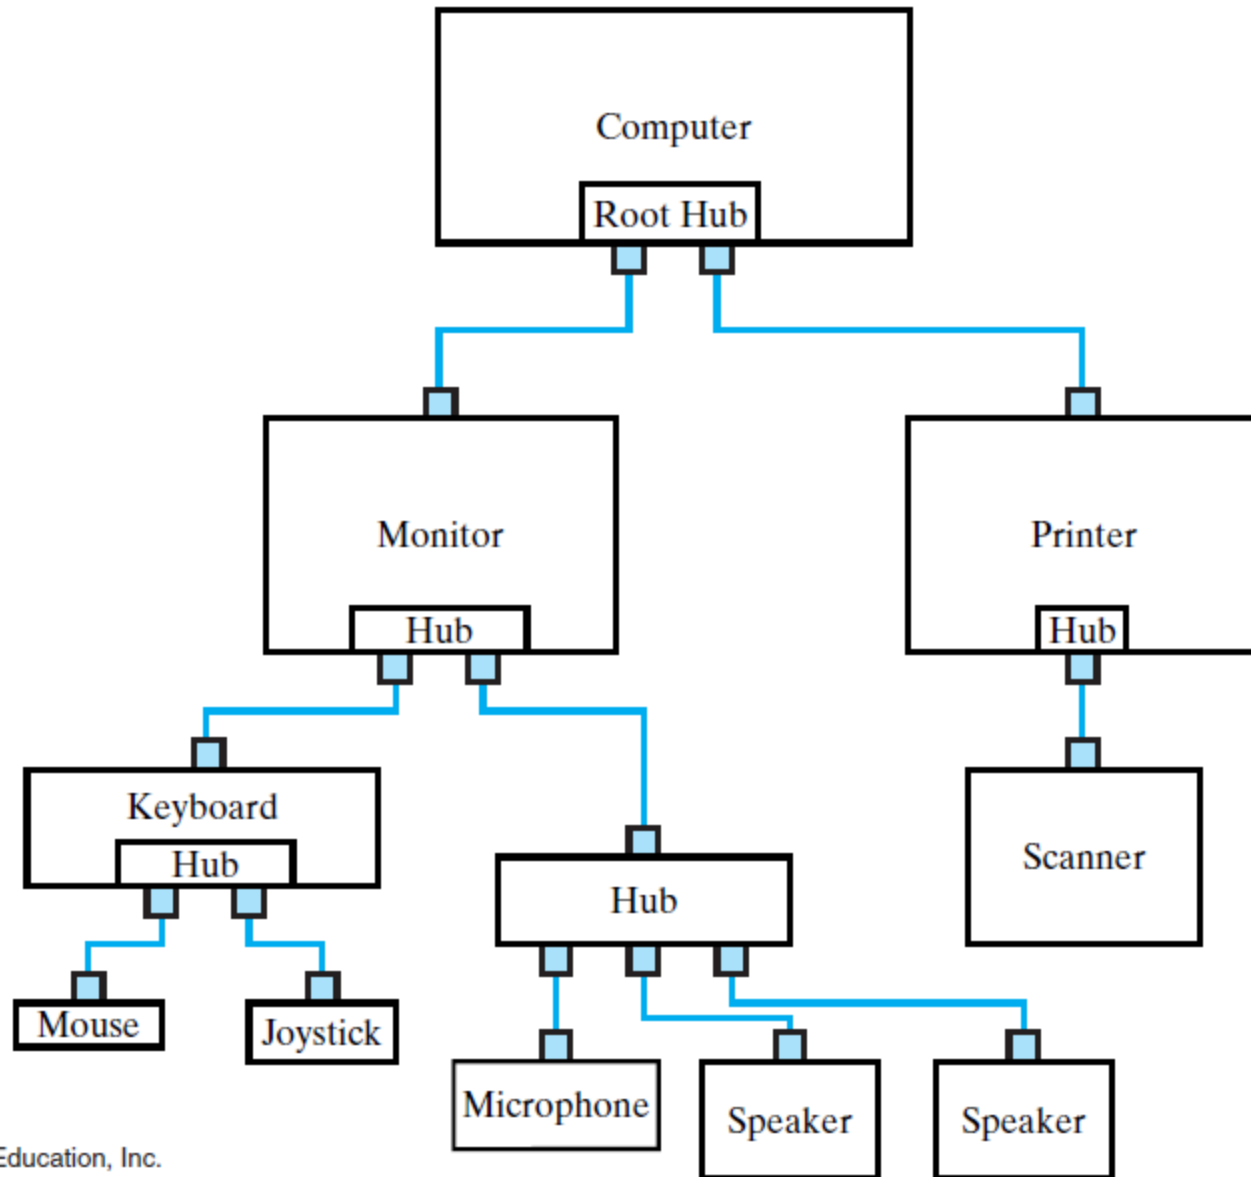 Computer
Root Hub
Monitor
Printer
Hub
Hub
Keyboard
Hub
Hub
Scanner
Mouse
Joystick
Microphone
Speaker
Speaker
Education, Inc.